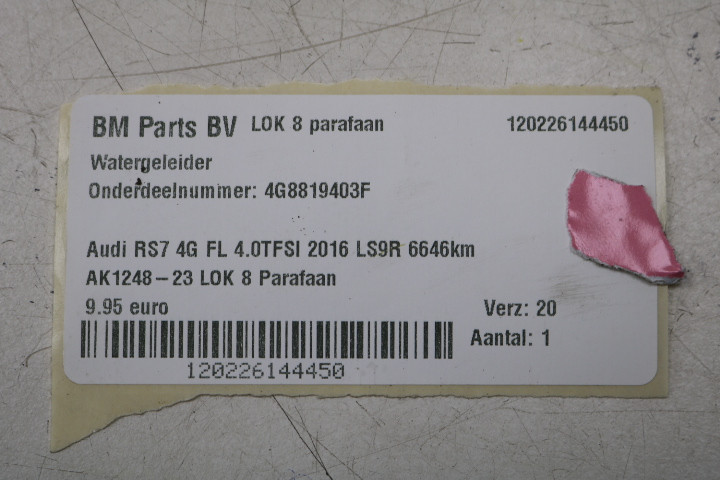 BM Parts BV LOK 8 parafaan 120226144450
Watergeleider
Onderdeelnummer: 4G8819403F
Audi RS7 4G FL 4.0TFSI 2016 LS9R 6646km
AK1248-23 LOK 8 Parafaan
9.95 euro Verz: 20
Aantal: 1
120226144450